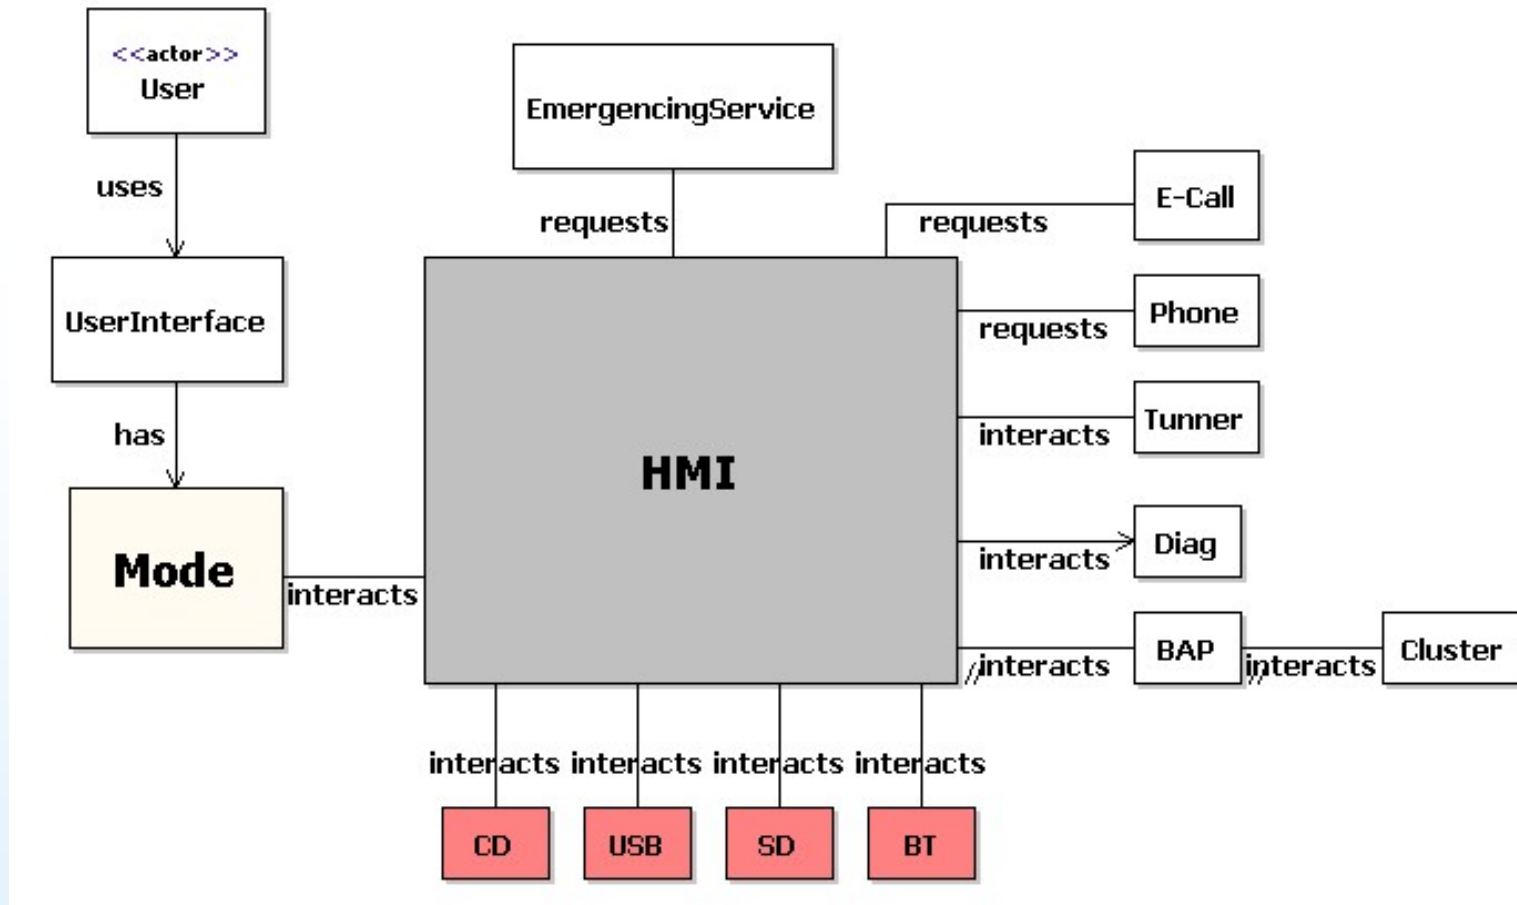 <<actor>>
User
uses
UserInterface
has
Mode
interacts
EmergencingService
requests
HMI
requests
E-Call
requests
Phone
interacts
Tunner
interacts
Diag
//interacts
BAP
//interacts
Cluster
interacts interacts interacts interacts
CD USB SD BT